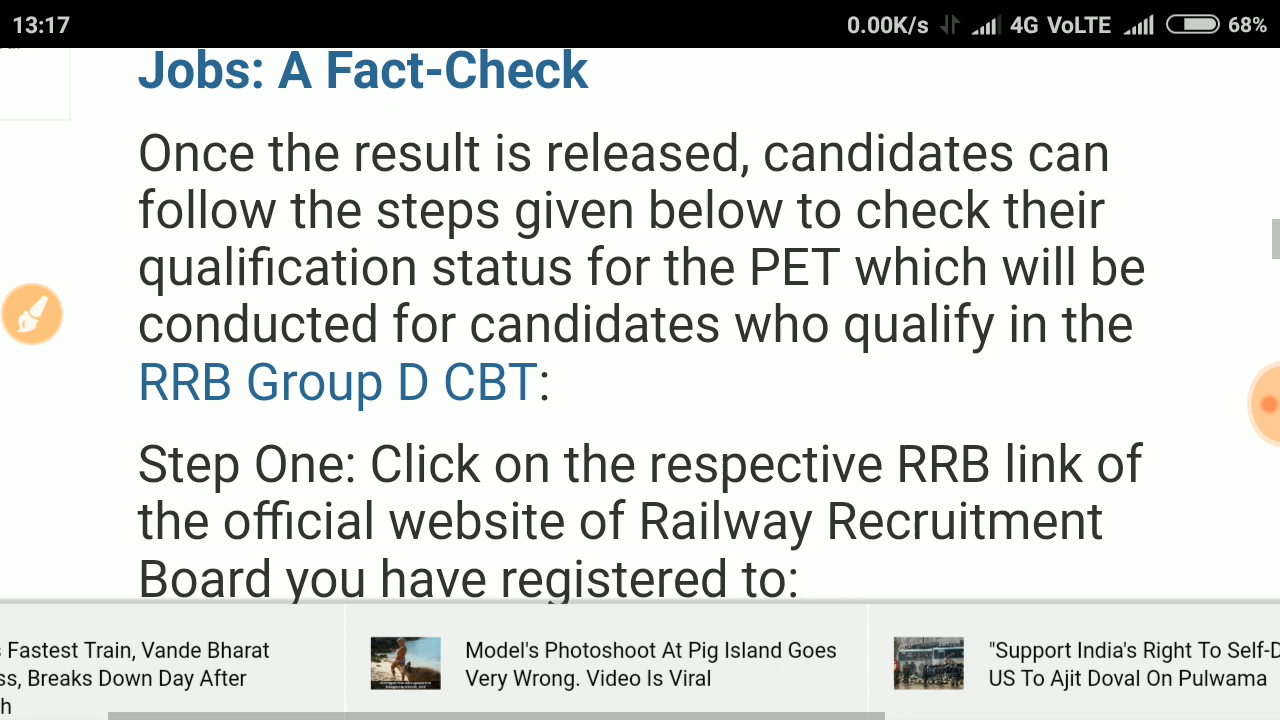 13:17 0.00K/s 4G VoLTE 68%
Jobs: A Fact-Check
Once the result is released, candidates can
follow the steps given below to check their
qualification status for the PET which will be
conducted for candidates who qualify in the
RRB Group D CBT:
Step One: Click on the respective RRB link of
the official website of Railway Recruitment
Board you have registered to:
Fastest Train, Vande Bharat
ss, Breaks Down Day After
h
Model's Photoshoot At Pig Island Goes
Very Wrong. Video Is Viral
"Support India's Right To Self-D
US To Ajit Doval On Pulwama